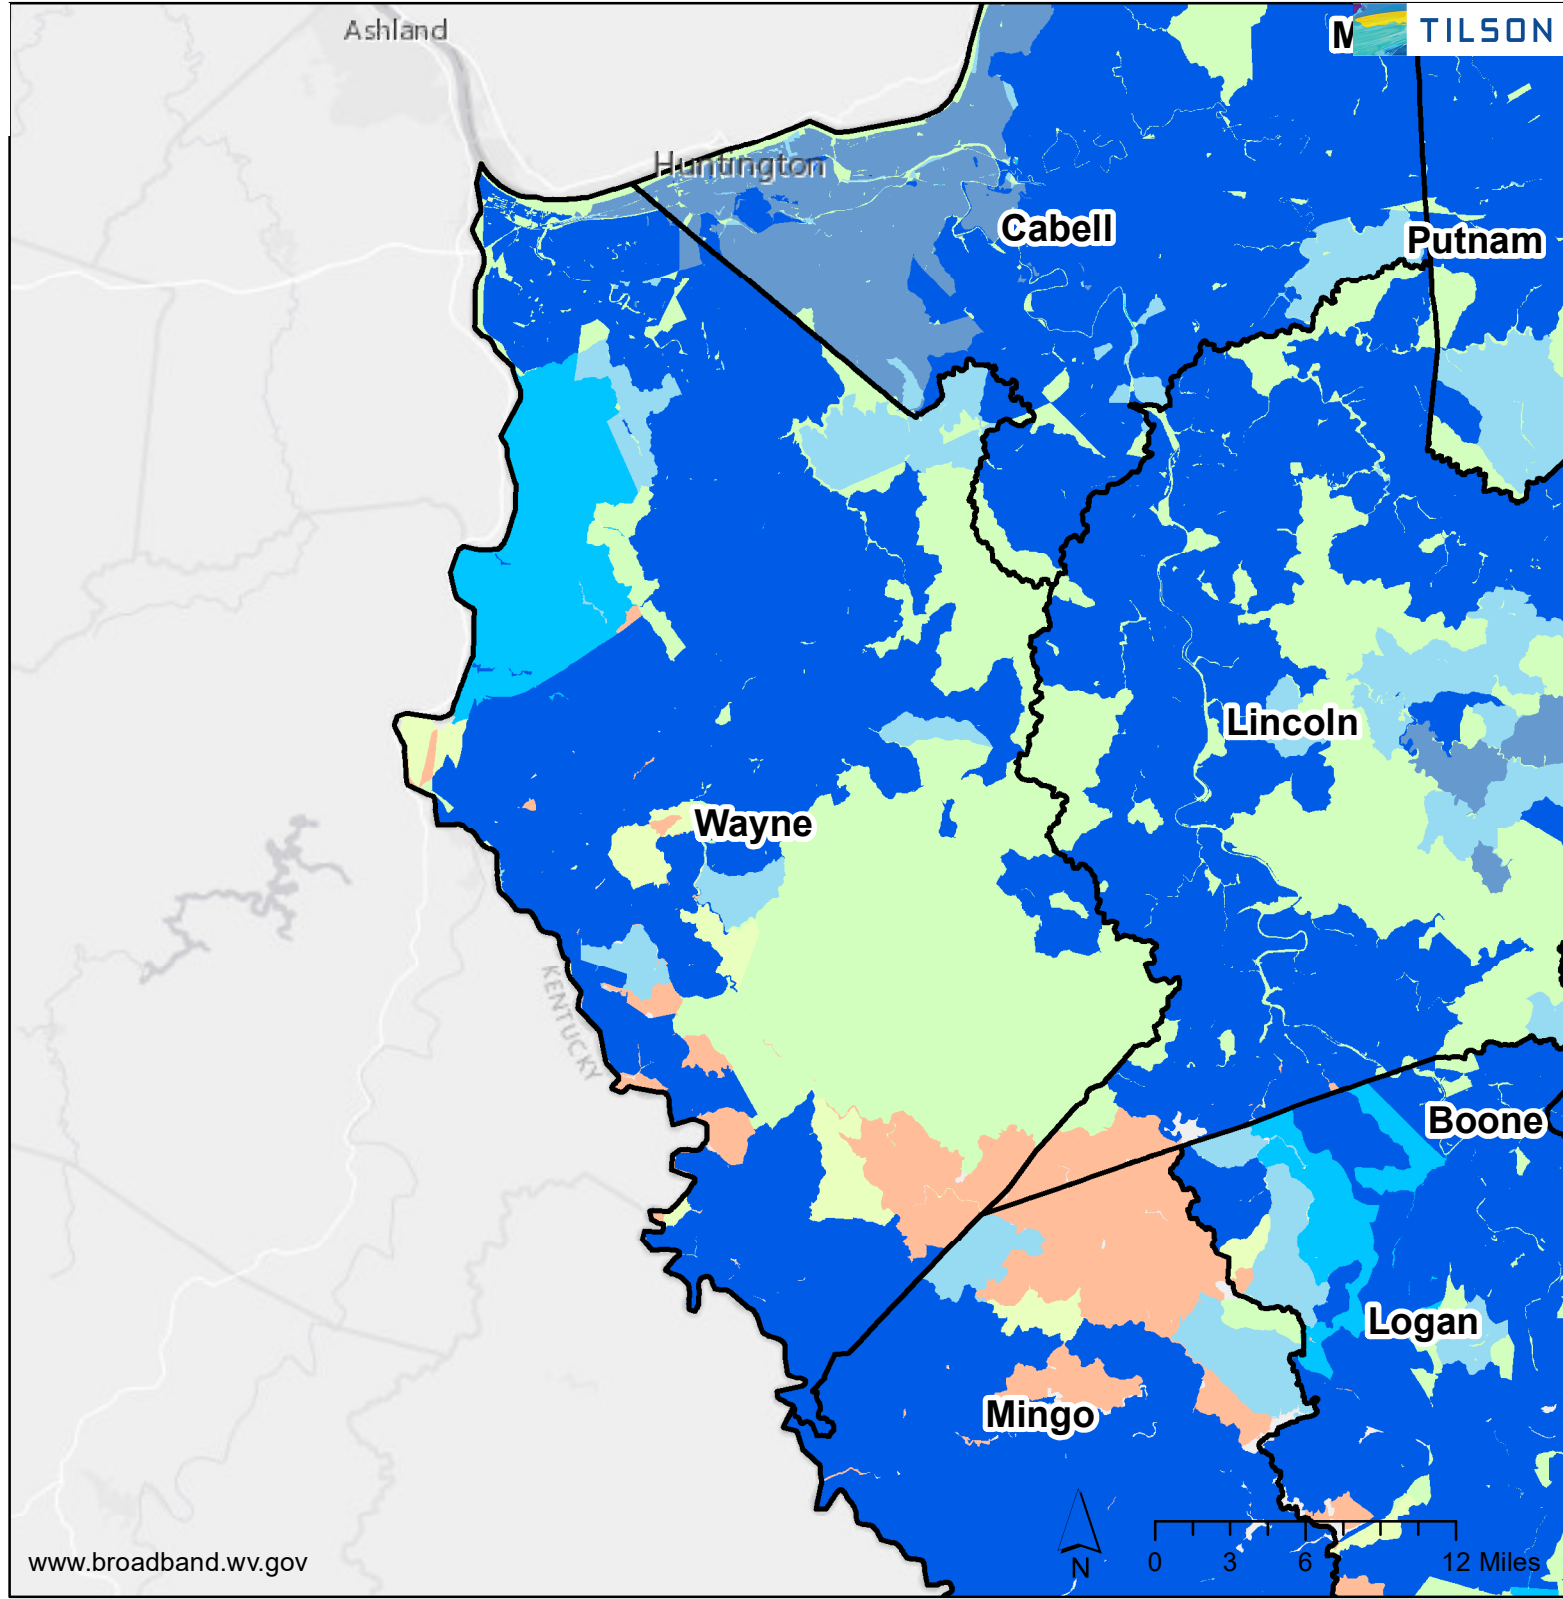 Ashland
M
TILSON
Huntington
Cabell
Putnam
Lincoln
Wayne
KENTUCKY
Boone
Logan
Mingo
N
0 3 6 12 Miles
www.broadband.wv.gov